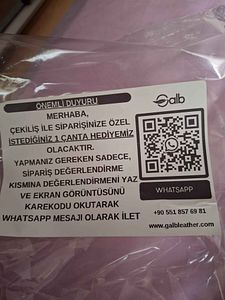 ÖNEMLİ DUYURU
Galb
MERHABA,
ÇEKİLİŞ İLE SİPARİŞİNİZE ÖZEL
İSTEDİĞİNİZ 1 ÇANTA HEDİYEMİZ
OLACAKTIR.
YAPMANIZ GEREKEN SADECE,
SİPARİŞ DEĞERLENDİRME
KISMINA DEĞERLENDİRMENİ YAZ
VE EKRAN GÖRÜNTÜSÜNÜ
KAREKODU OKUTARAK
WHATSAPP MESAJI OLARAK İLET
WHATSAPP
+90 551 857 69 81
www.galbleather.com